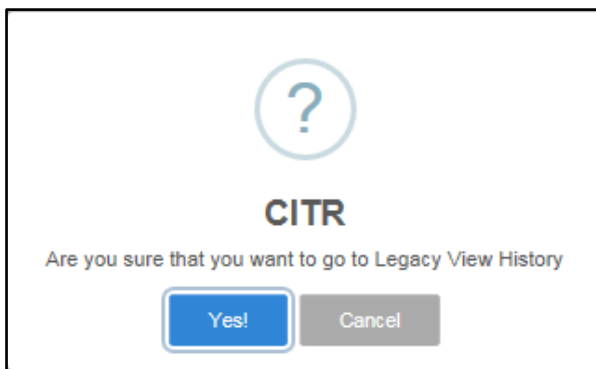 ?
CITR
Are you sure that you want to go to Legacy View History
Yes! Cancel